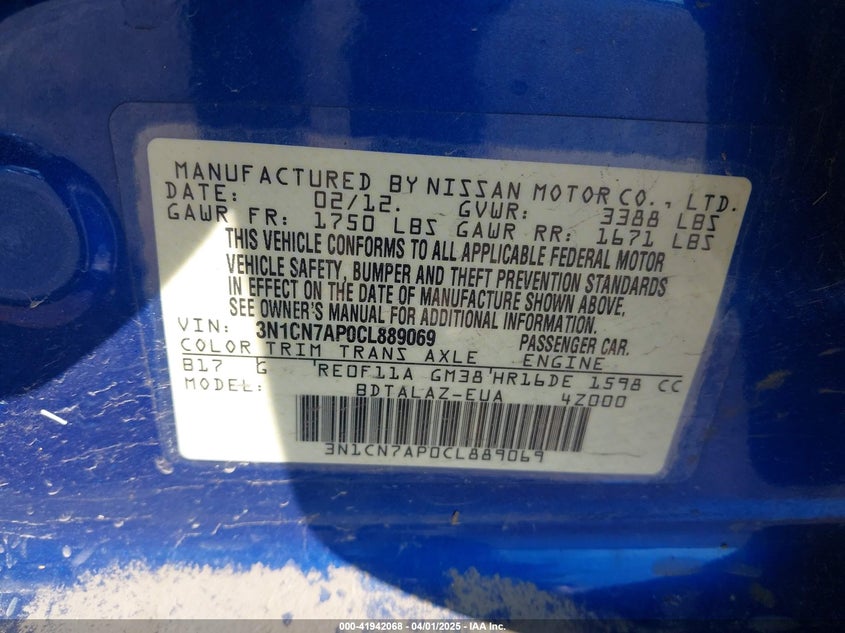 MANUFACTURED BY NISSAN MOTOR CO., LTD.
DATE: 02/12. GVWR: 3388 LBS
GAWR FR: 1750 LBS GAWR RR: 1671 LBS
THIS VEHICLE CONFORMS TO ALL APPLICABLE FEDERAL MOTOR
VEHICLE SAFETY, BUMPER AND THEFT PREVENTION STANDARDS
IN EFFECT ON THE DATE OF MANUFACTURE SHOWN ABOVE,
SEE OWNER'S MANUAL FOR ADDITIONAL INFORMATION.
VIN: 3N1CN7AP0CL889069 PASSENGER CAR.
COLOR TRIM TRANS AXLE ENGINE
B17 G RE0F11A GM38 HR16DE 1598 CC
MODEL: BDTALAZ-EUA 4Z000
3N1CN7AP0CL889069
000-41942068 - 04/01/2025 - IAA Inc.